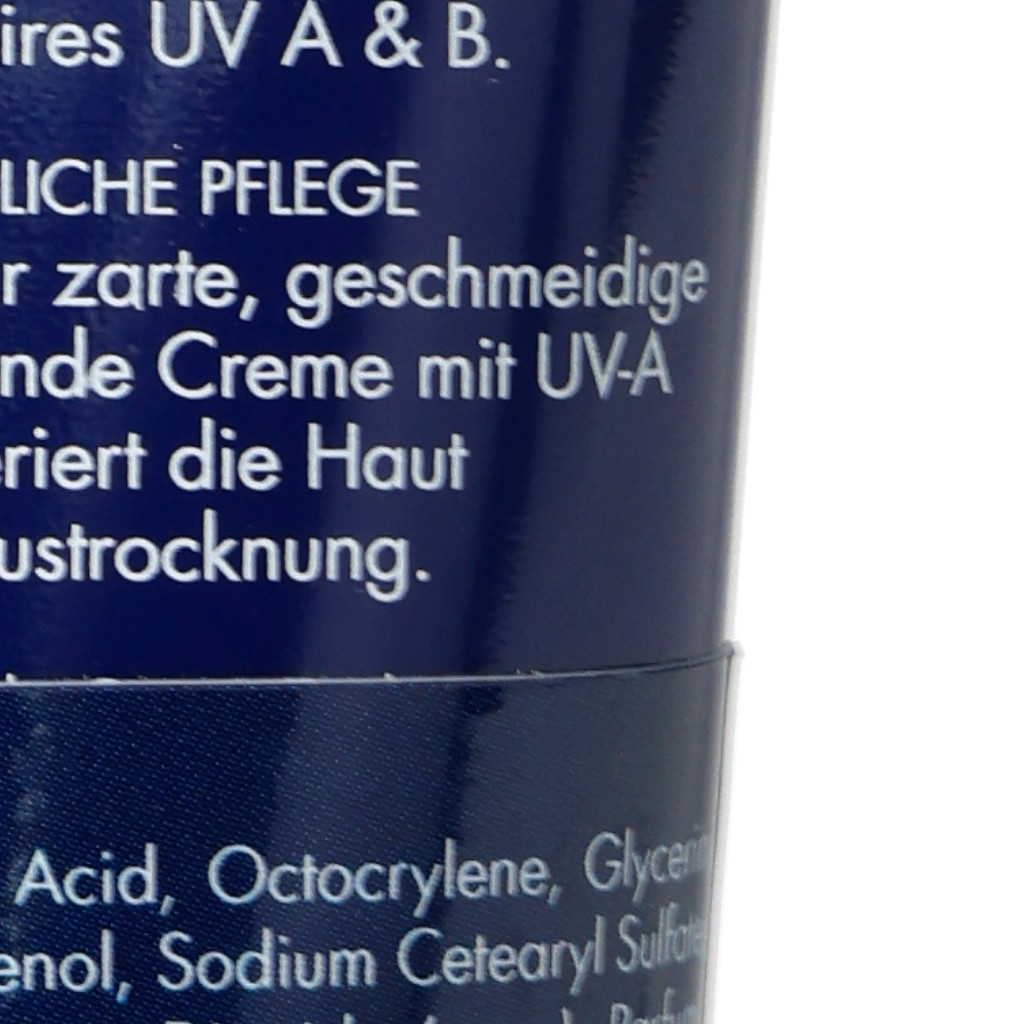 ires UV A & B.
LICHE PFLEGE
r zarte, geschmeidige
nde Creme mit UV-A
eriert die Haut
ustrocknung.
Acid, Octocrylene, Glycerin
enol, Sodium Cetearyl Sulfate